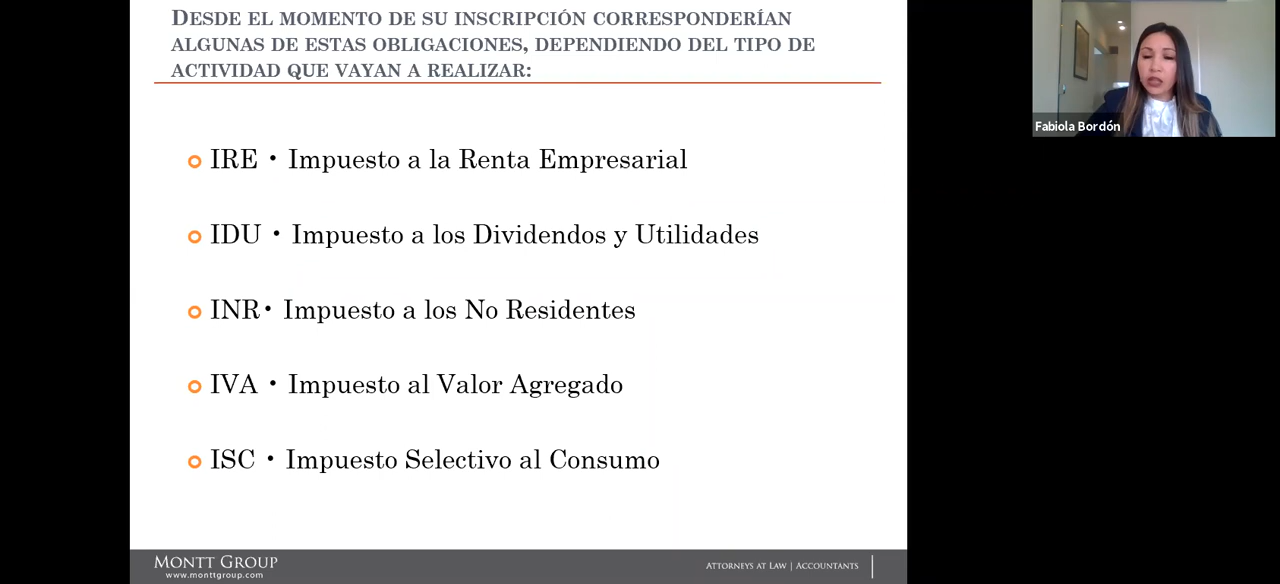 DESDE EL MOMENTO DE SU INSCRIPCIÓN CORRESPONDERÍAN
ALGUNAS DE ESTAS OBLIGACIONES, DEPENDIENDO DEL TIPO DE
ACTIVIDAD QUE VAYAN A REALIZAR:
IRE • Impuesto a la Renta Empresarial
IDU • Impuesto a los Dividendos y Utilidades
INR• Impuesto a los No Residentes
IVA • Impuesto al Valor Agregado
ISC • Impuesto Selectivo al Consumo
MONTT GROUP
www.monttgroup.com
ATTORNEYS AT LAW | ACCOUNTANTS
Fabiola Bordón